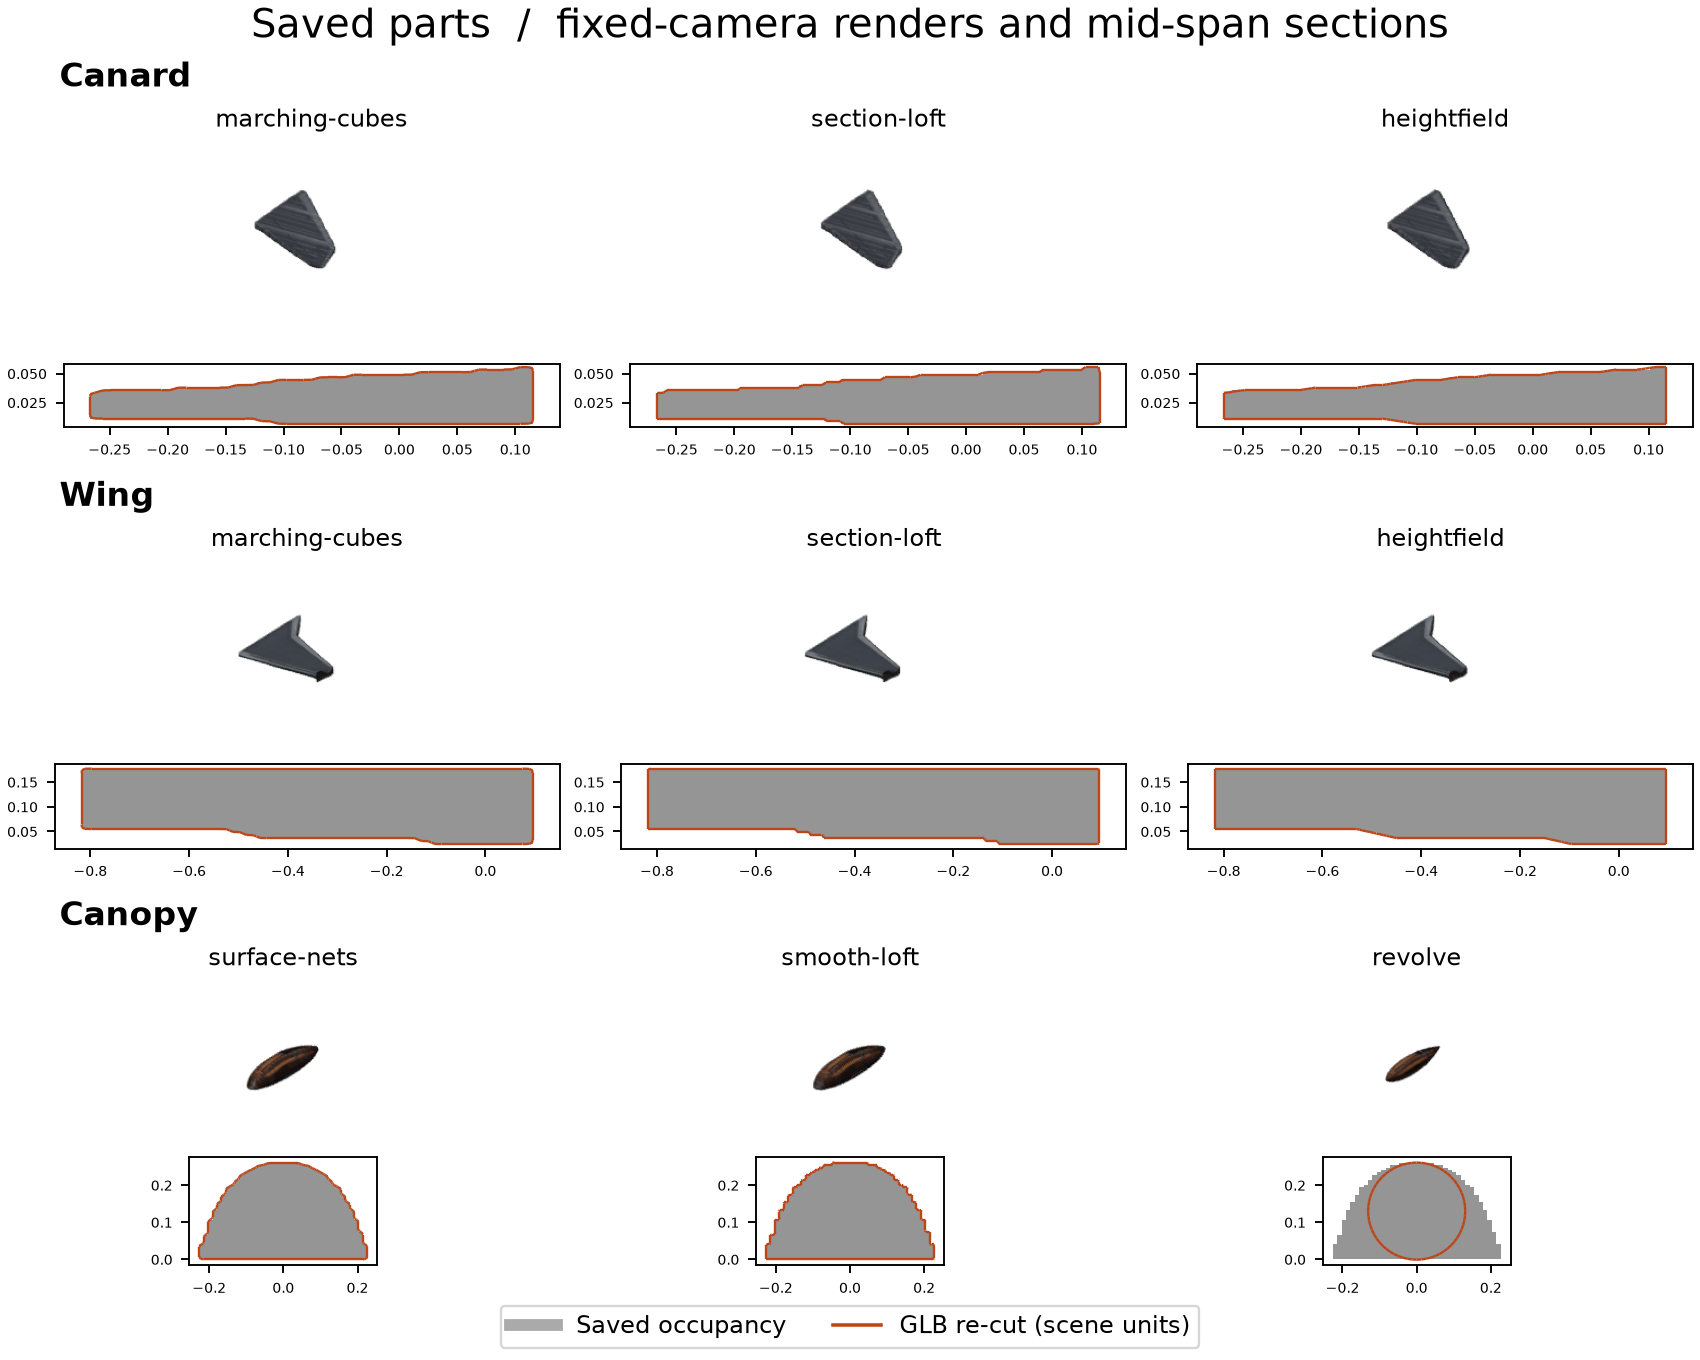 Saved parts / fixed-camera renders and mid-span sections
Canard
marching-cubes section-loft heightfield
0.050 0.050 0.050
0.025 0.025 0.025
−0.25 −0.20 −0.15 −0.10 −0.05 0.00 0.05 0.10 −0.25 −0.20 −0.15 −0.10 −0.05 0.00 0.05 0.10 −0.25 −0.20 −0.15 −0.10 −0.05 0.00 0.05 0.10
Wing
marching-cubes section-loft heightfield
0.15 0.15 0.15
0.10 0.10 0.10
0.05 0.05 0.05
−0.8 −0.6 −0.4 −0.2 0.0 −0.8 −0.6 −0.4 −0.2 0.0 −0.8 −0.6 −0.4 −0.2 0.0
Canopy
surface-nets smooth-loft revolve
0.2 0.2 0.2
0.1 0.1 0.1
0.0 0.0 0.0
−0.2 0.0 0.2 −0.2 0.0 0.2 −0.2 0.0 0.2
Saved occupancy GLB re-cut (scene units)